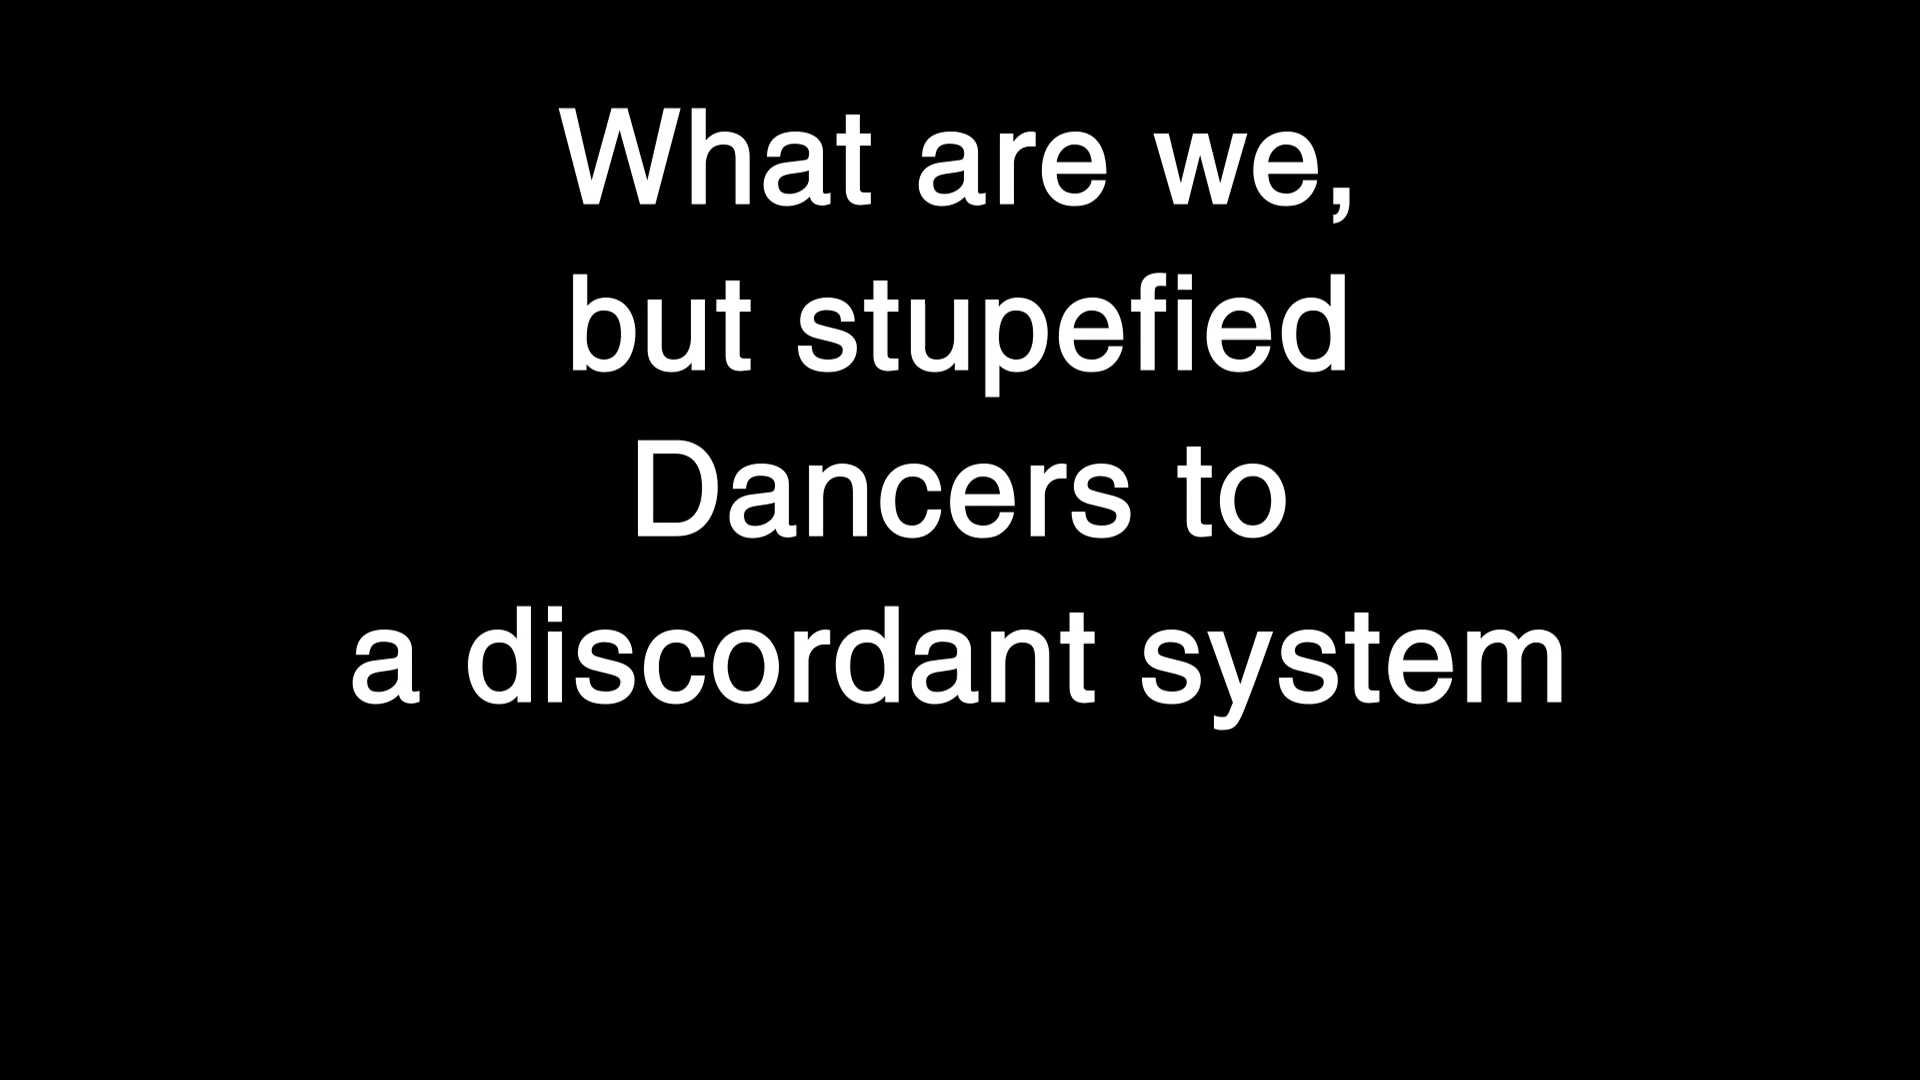 What are we,
but stupefied
Dancers to
a discordant system